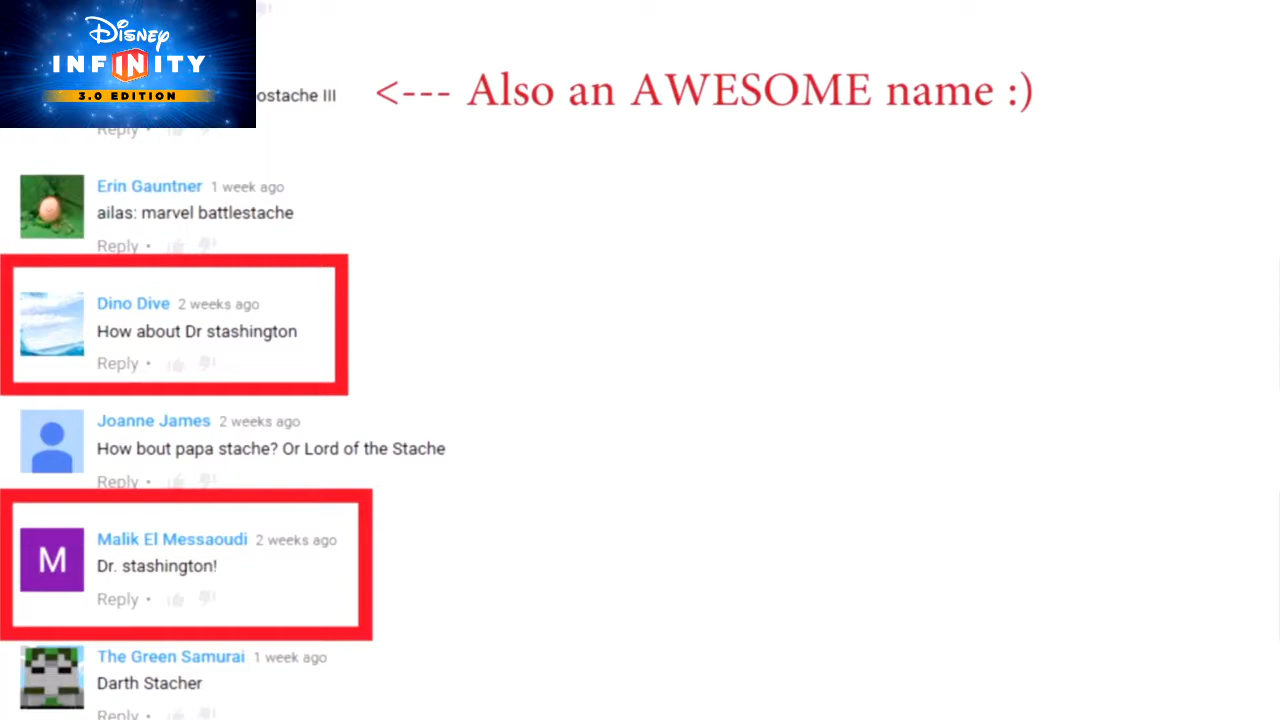 Disney
INFINITY
3.0 EDITION
ostache III
<--- Also an AWESOME name :)
Reply •
Erin Gauntner 1 week ago
ailas: marvel battlestache
Reply •
Dino Dive 2 weeks ago
How about Dr stashington
Reply •
Joanne James 2 weeks ago
How bout papa stache? Or Lord of the Stache
Reply •
M
Malik El Messaoudi 2 weeks ago
Dr. stashington!
Reply •
The Green Samurai 1 week ago
Darth Stacher
Reply •